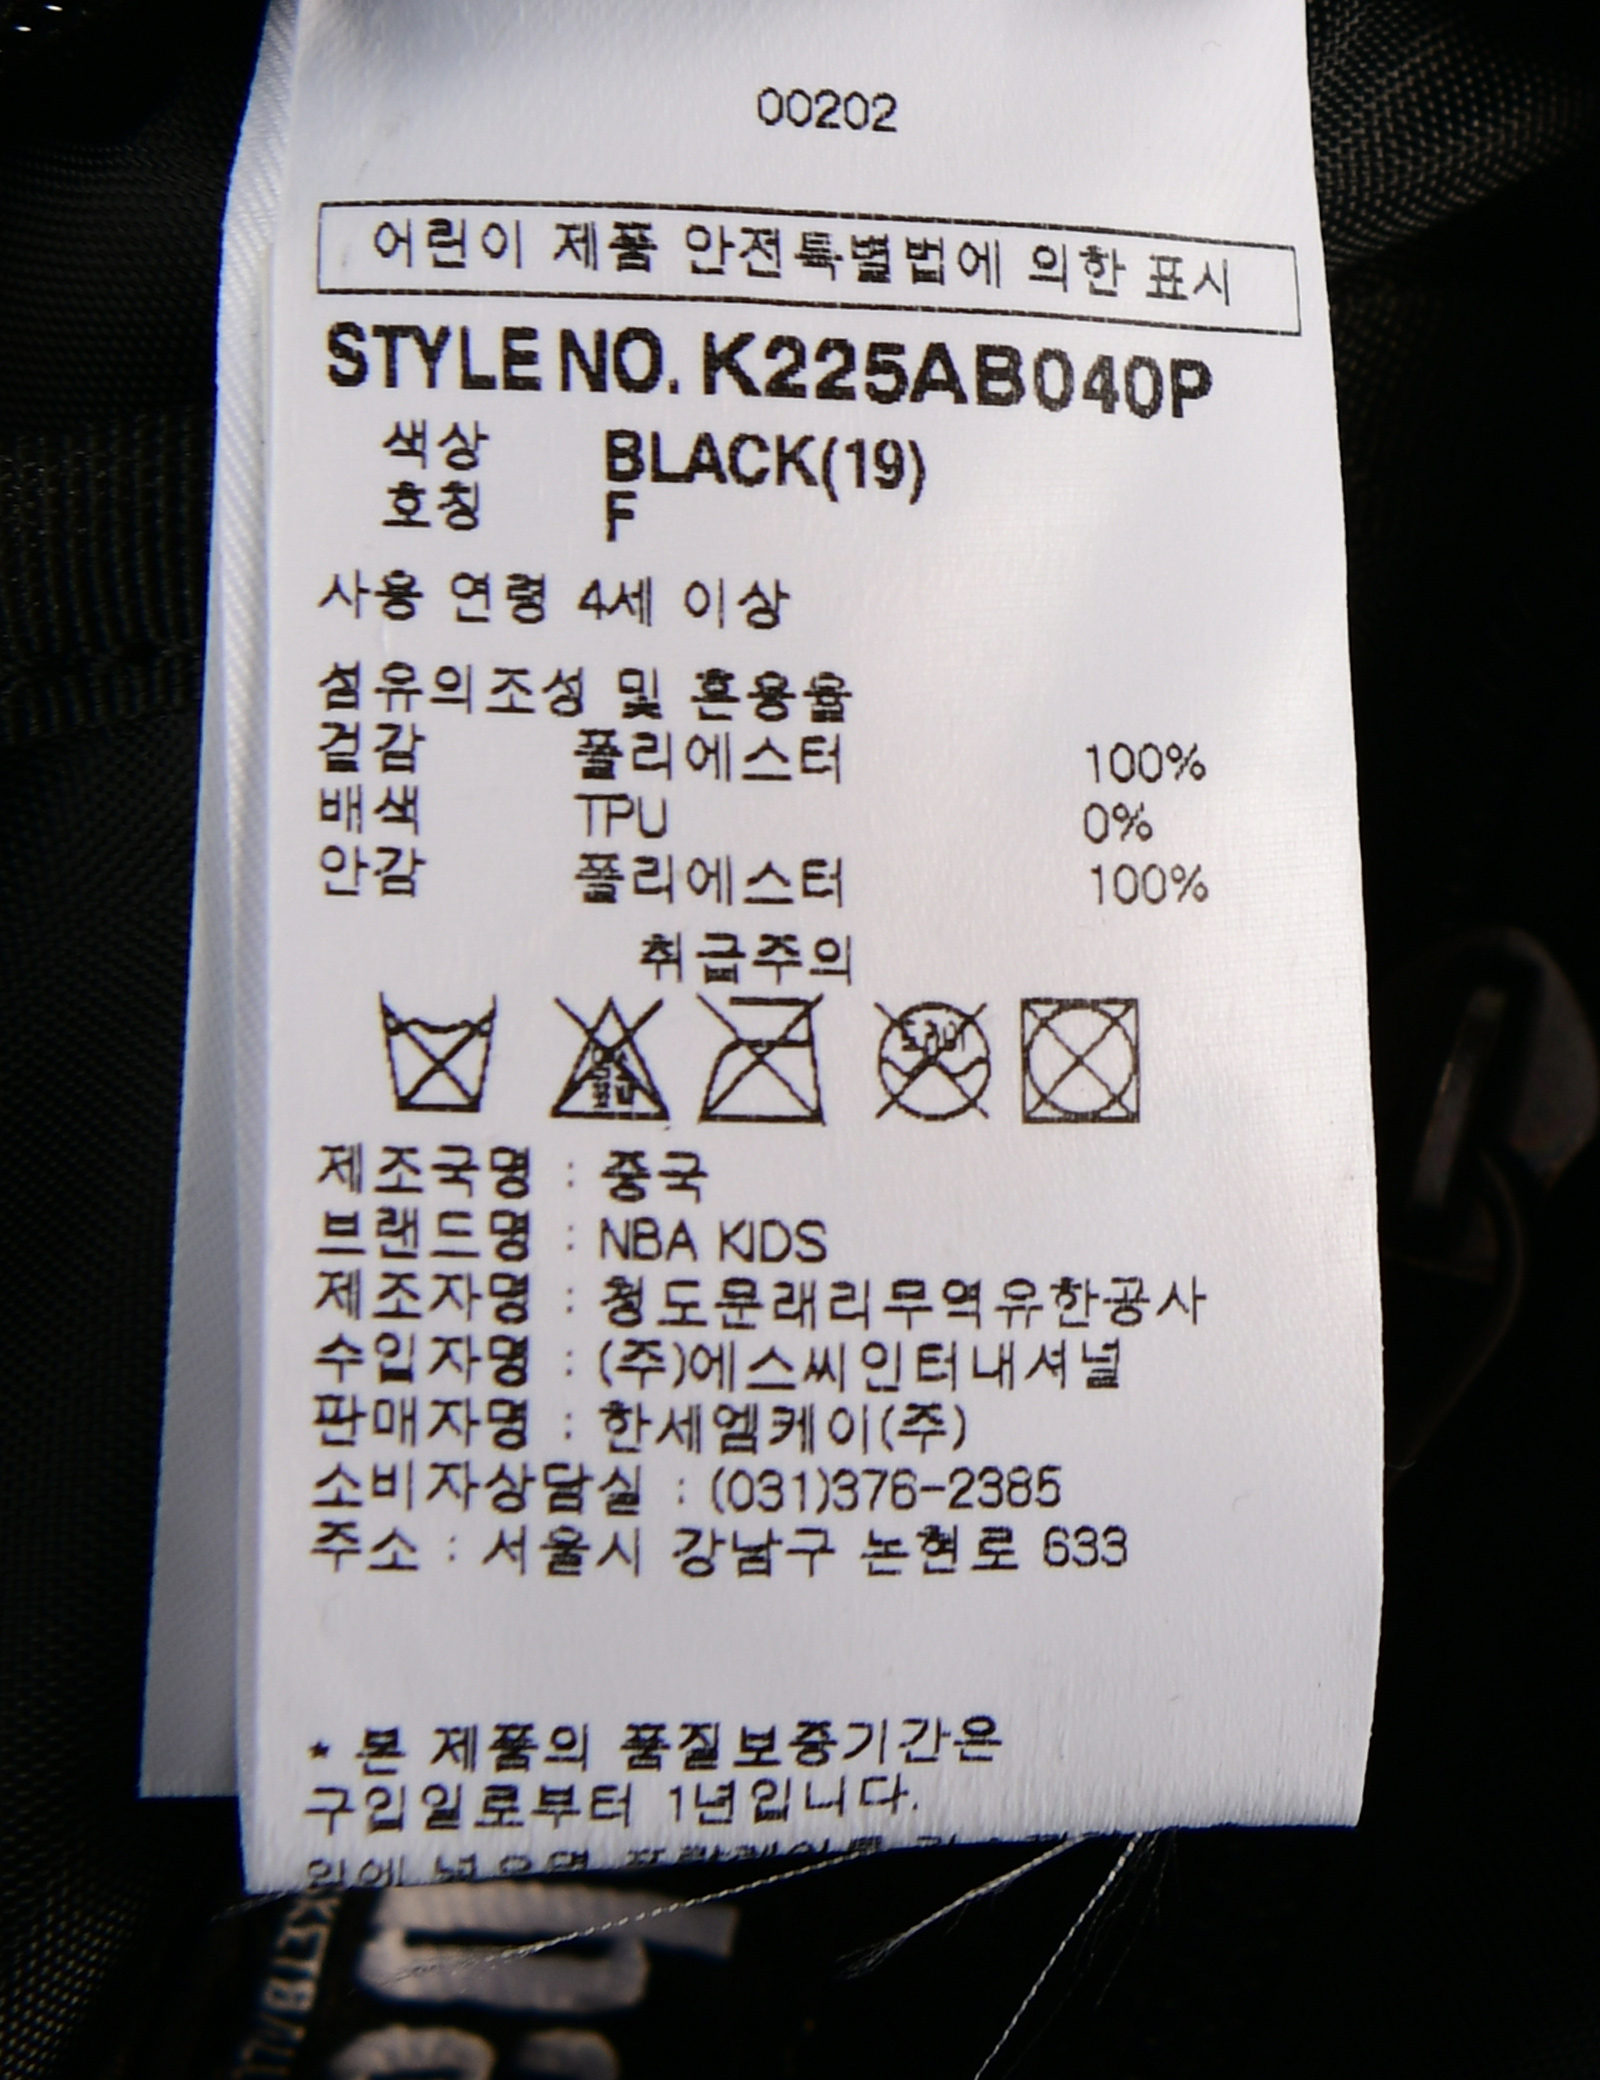 00202
어린이 제품 안전특별법에 의한 표시
STYLE NO. K225AB040P
색상 BLACK(19)
호칭 F
사용 연령 4세 이상
섬유의조성 및 혼용율
겉감 폴리에스터 100%
배색 TPU 0%
안감 폴리에스터 100%
취급주의
제조국명 : 중국
브랜드명 : NBA KIDS
제조자명 : 청도문래리무역유한공사
수입자명 : (주)에스씨인터내셔널
판매자명 : 한세엠케이(주)
소비자상담실 : (031)376-2385
주소 : 서울시 강남구 논현로 633
* 본 제품의 품질보증기간은
구입일로부터 1년입니다.